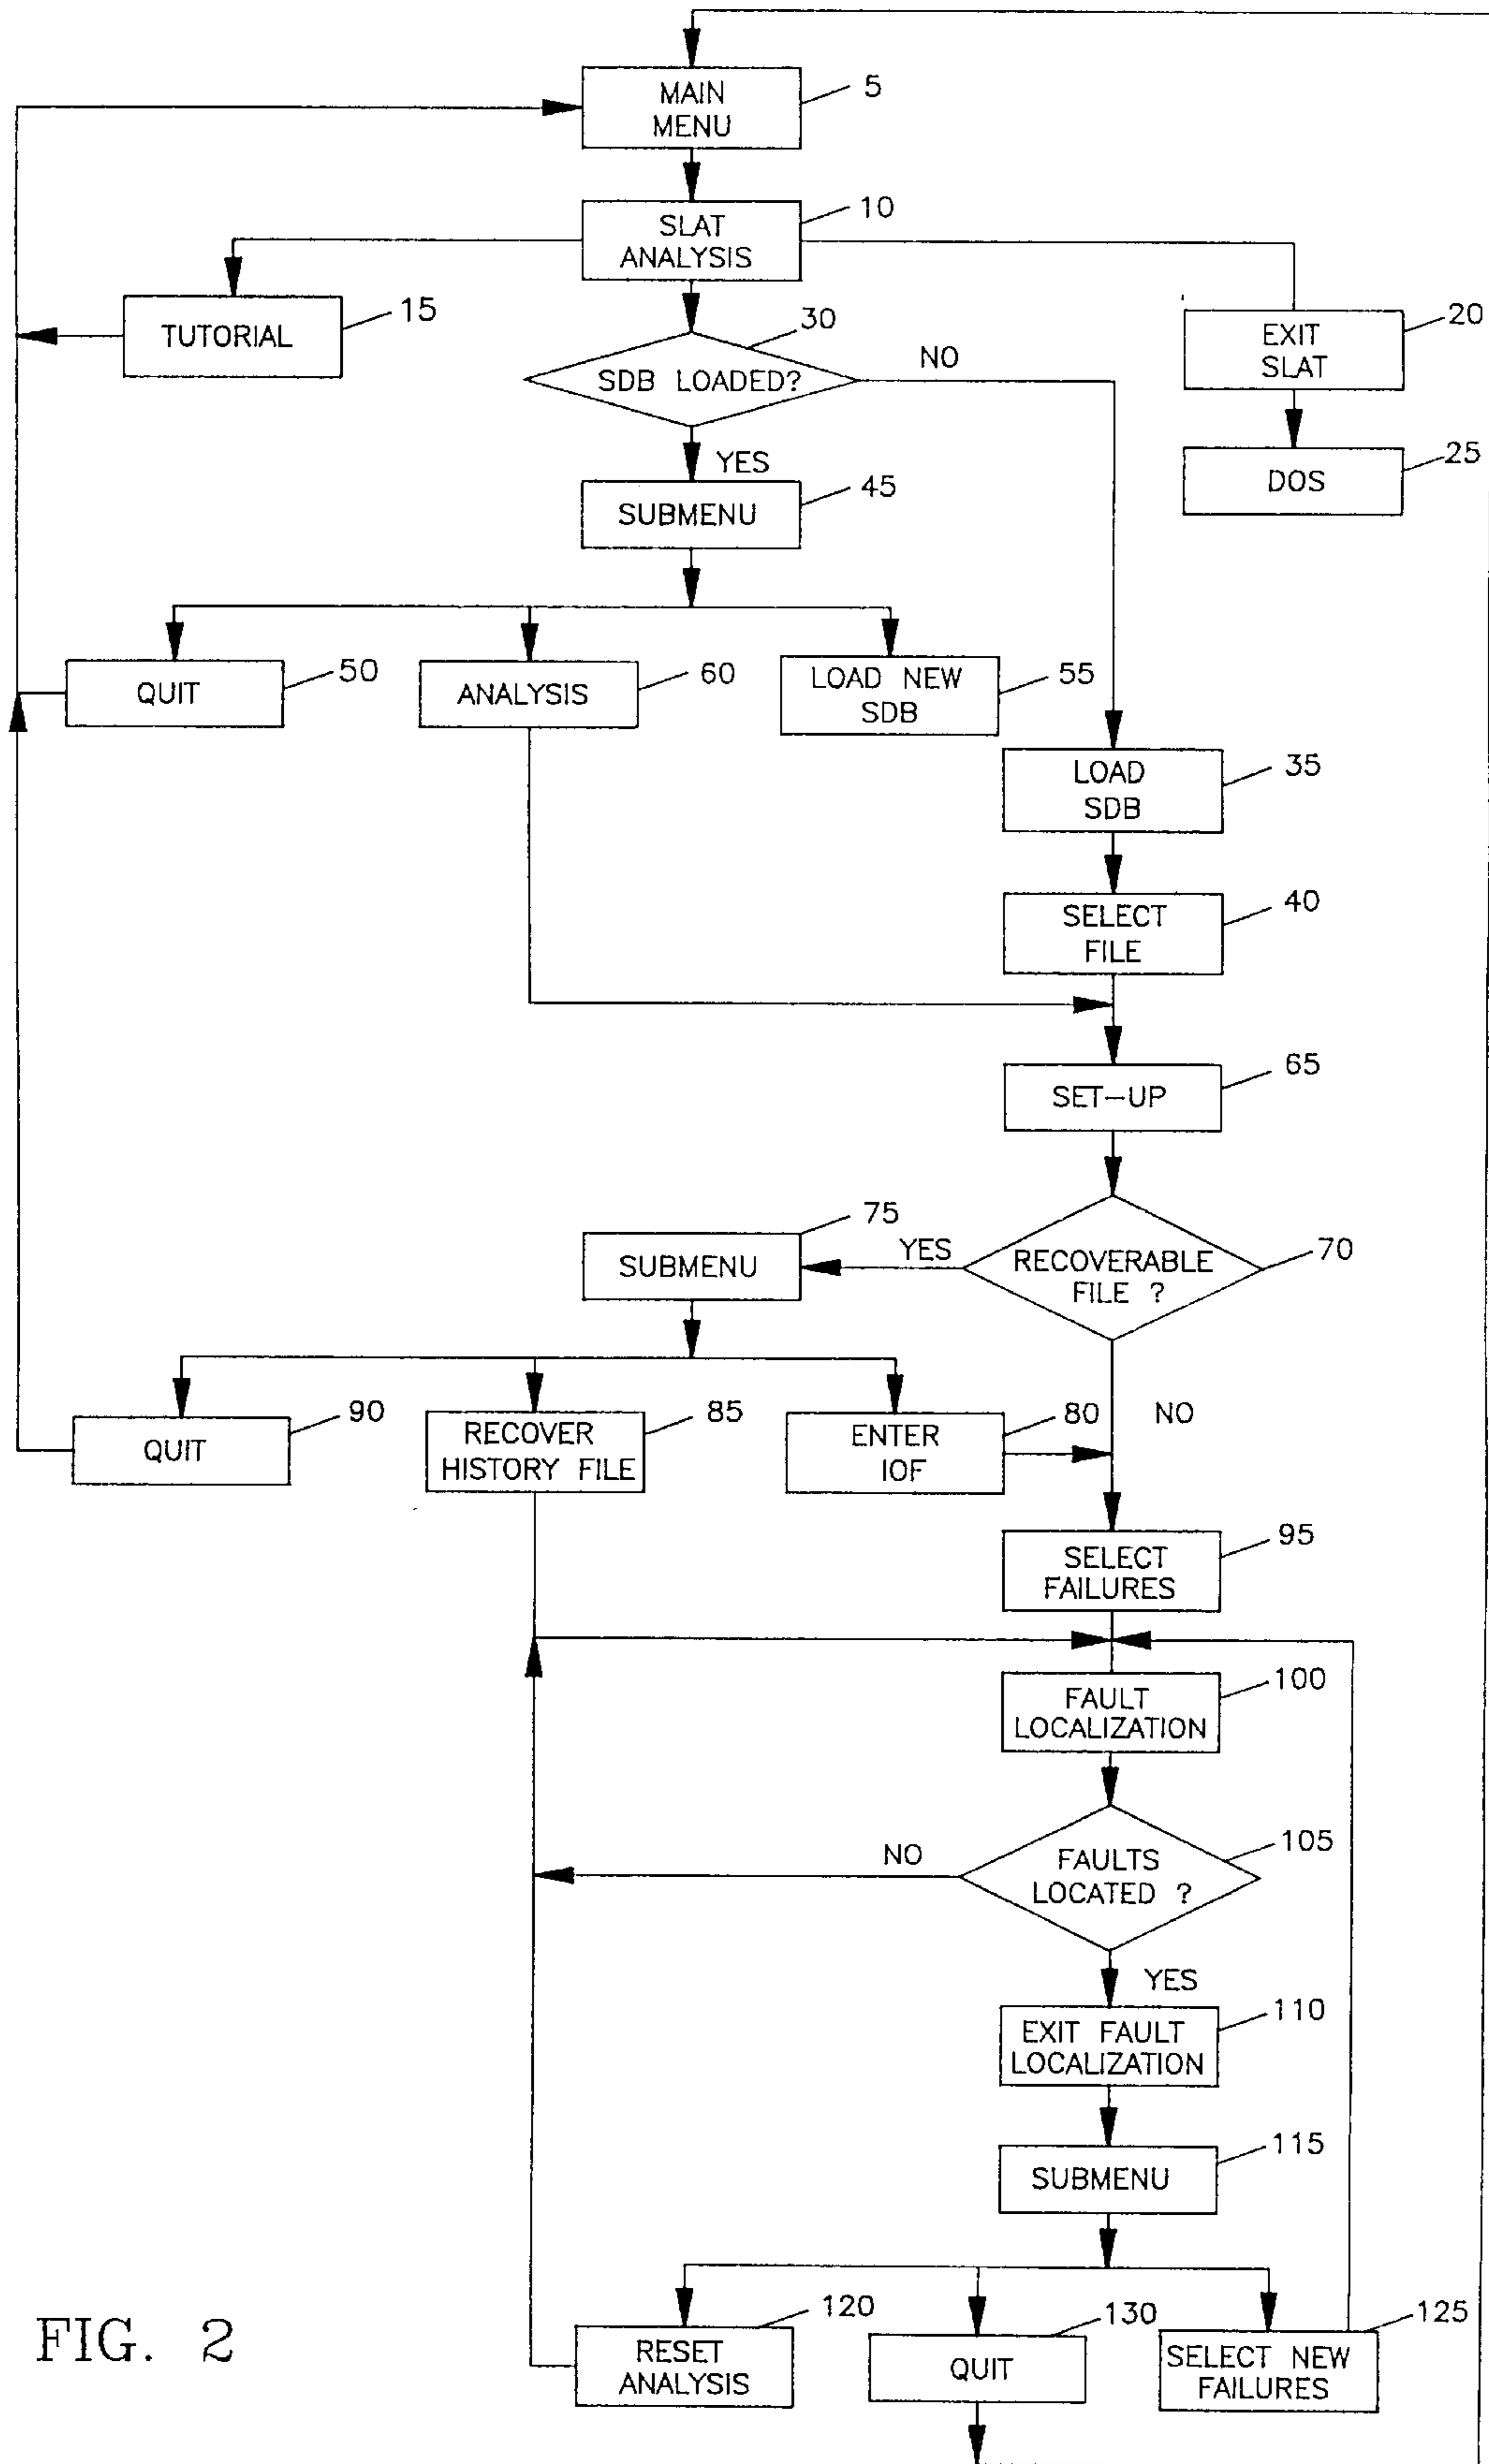 MAIN
MENU
5
SLAT
ANALYSIS
10
TUTORIAL
15
SDB LOADED?
30
NO
EXIT
SLAT
20
YES
DOS
25
SUBMENU
45
QUIT
50
ANALYSIS
60
LOAD NEW
SDB
55
LOAD
SDB
35
SELECT
FILE
40
SET-UP
65
SUBMENU
75
YES
RECOVERABLE
FILE ?
70
QUIT
90
RECOVER
HISTORY FILE
85
ENTER
IOF
80
NO
SELECT
FAILURES
95
FAULT
LOCALIZATION
100
NO
FAULTS
LOCATED ?
105
YES
EXIT FAULT
LOCALIZATION
110
SUBMENU
115
RESET
ANALYSIS
120
QUIT
130
SELECT NEW
FAILURES
125
FIG. 2